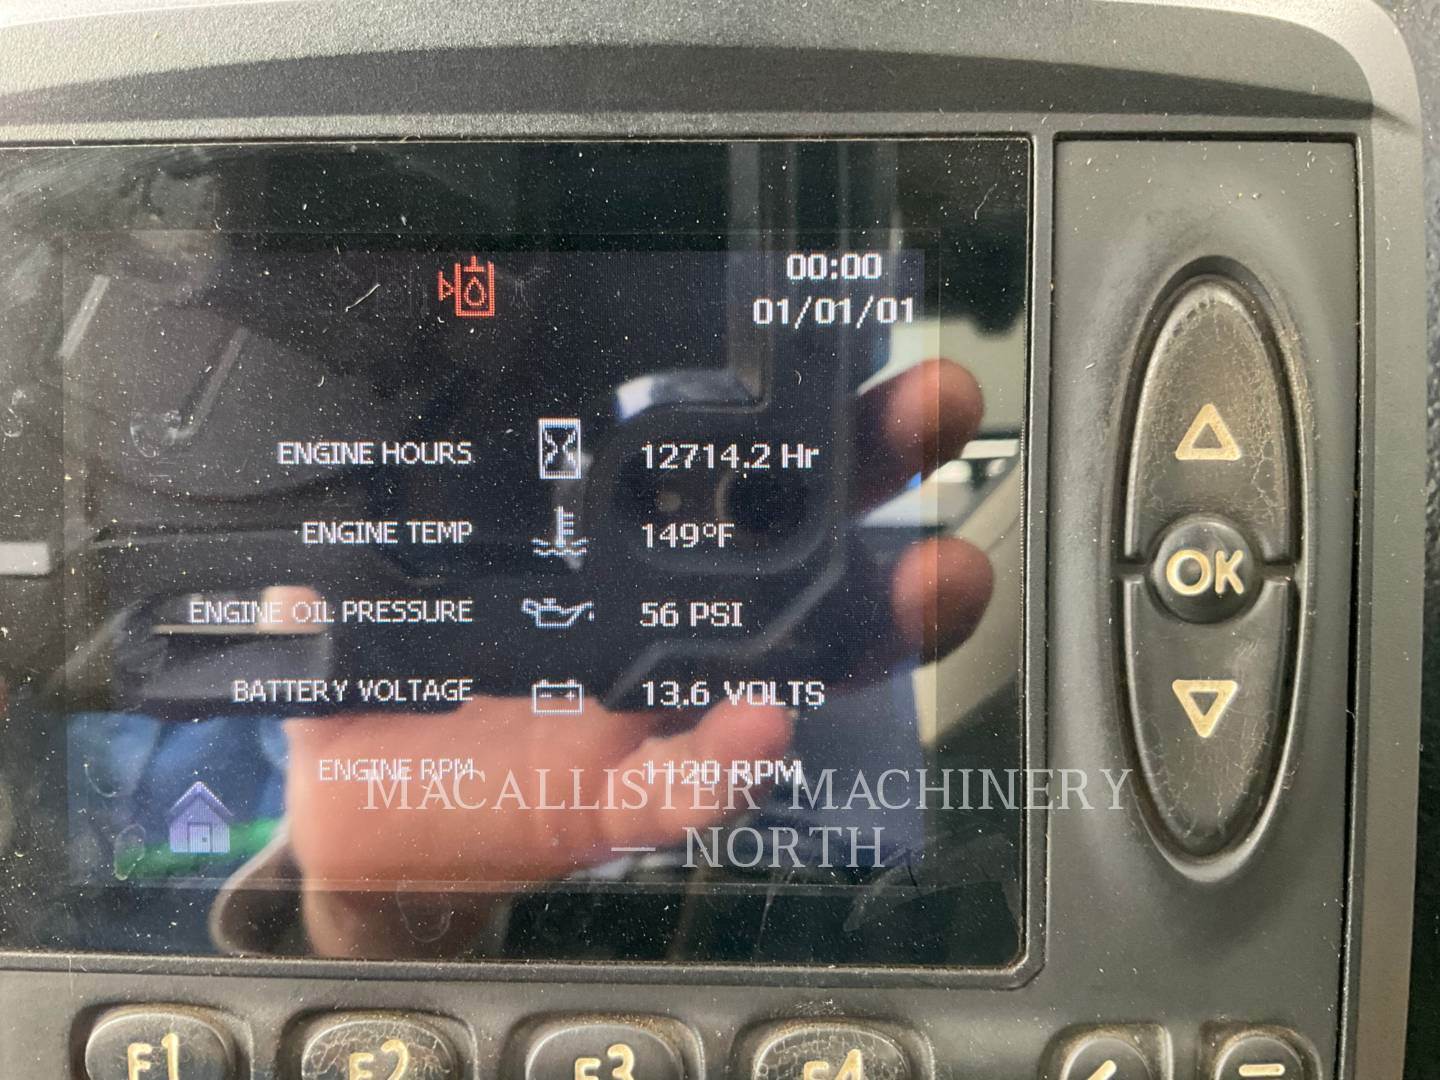 00:00
01/01/01
ENGINE HOURS 12714.2 Hr
ENGINE TEMP 149°F
ENGINE OIL PRESSURE 56 PSI
BATTERY VOLTAGE 13.6 VOLTS
ENGINE RPM 1120 RPM
MACALLISTER MACHINERY
— NORTH
OK
F1 F2 F3 F4